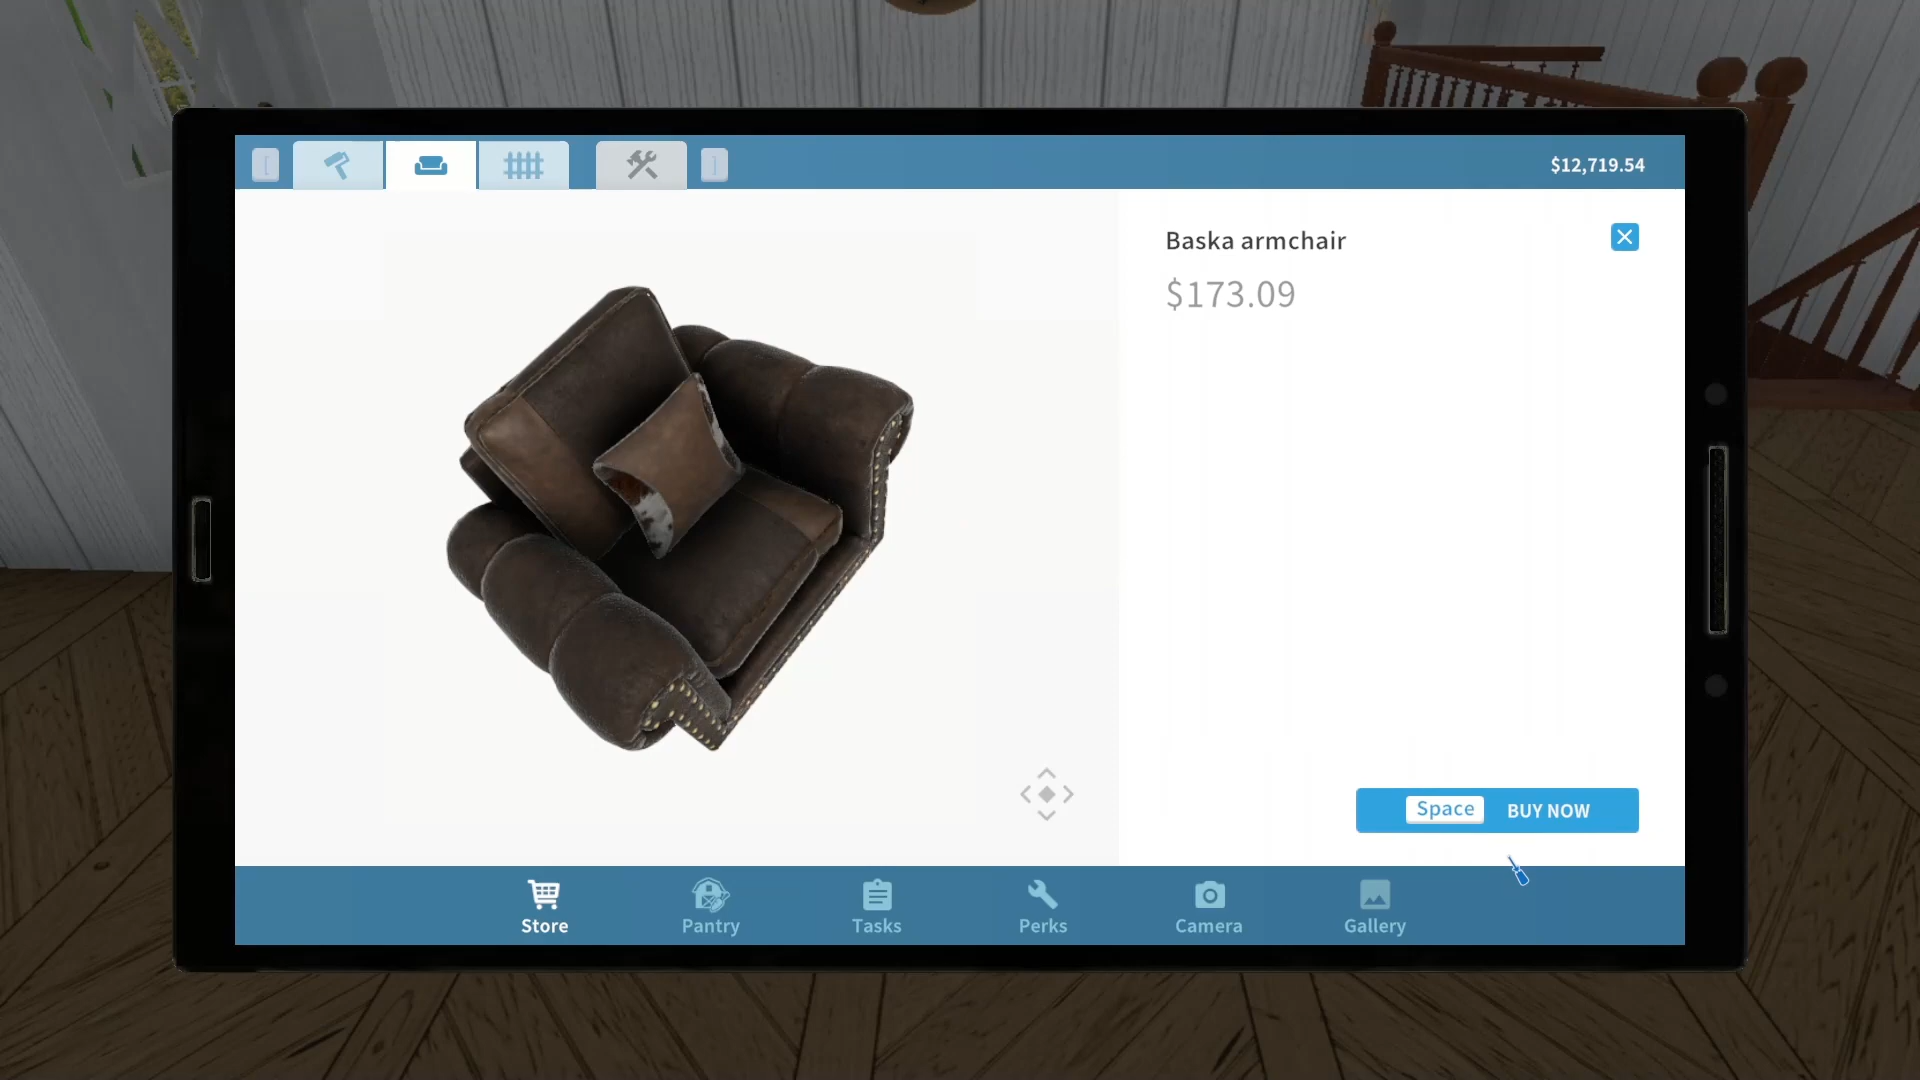 [
]
$12,719.54
Baska armchair
$173.09
Space BUY NOW
Store
Pantry
Tasks
Perks
Camera
Gallery